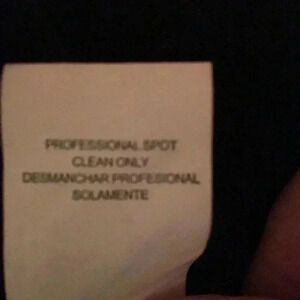 PROFESSIONAL SPOT
CLEAN ONLY
DESMANCHAR PROFESIONAL
SOLAMENTE